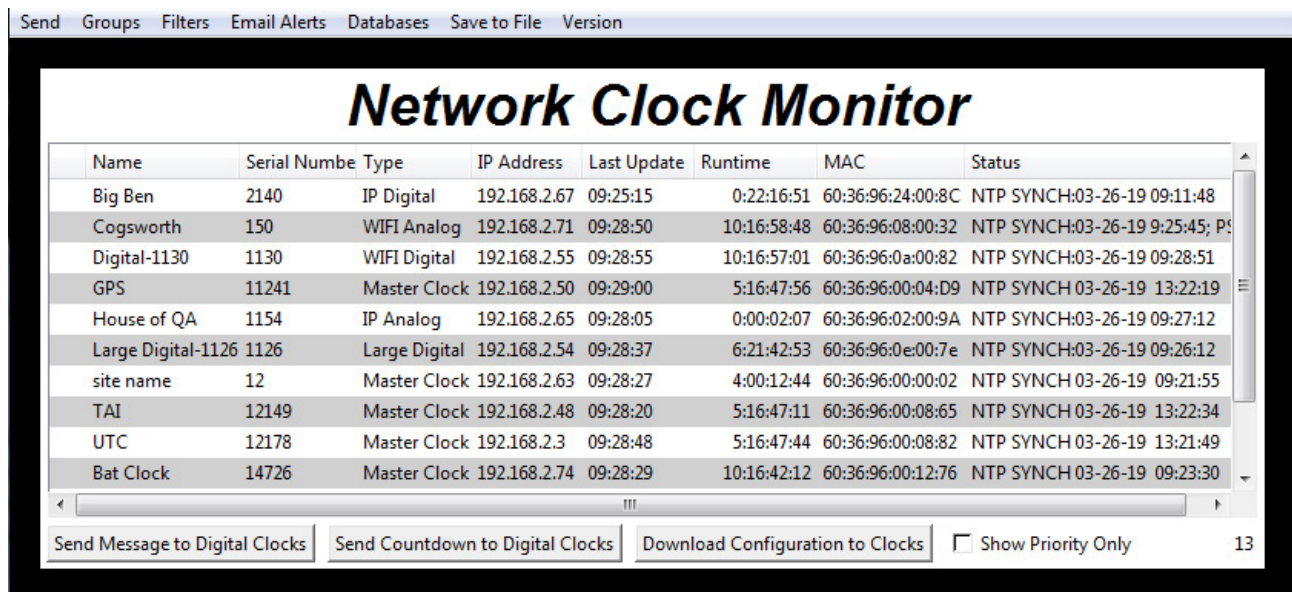 Send Groups Filters Email Alerts Databases Save to File Version
Network Clock Monitor
Name Serial Numbe Type IP Address Last Update Runtime MAC Status
Big Ben 2140 IP Digital 192.168.2.67 09:25:15 0:22:16:51 60:36:96:24:00:8C NTP SYNCH:03-26-19 09:11:48
Cogsworth 150 WIFI Analog 192.168.2.71 09:28:50 10:16:58:48 60:36:96:08:00:32 NTP SYNCH:03-26-19 9:25:45; PS
Digital-1130 1130 WIFI Digital 192.168.2.55 09:28:55 10:16:57:01 60:36:96:0a:00:82 NTP SYNCH:03-26-19 09:28:51
GPS 11241 Master Clock 192.168.2.50 09:29:00 5:16:47:56 60:36:96:00:04:D9 NTP SYNCH 03-26-19 13:22:19
House of QA 1154 IP Analog 192.168.2.65 09:28:05 0:00:02:07 60:36:96:02:00:9A NTP SYNCH:03-26-19 09:27:12
Large Digital-1126 1126 Large Digital 192.168.2.54 09:28:37 6:21:42:53 60:36:96:0e:00:7e NTP SYNCH:03-26-19 09:26:12
site name 12 Master Clock 192.168.2.63 09:28:27 4:00:12:44 60:36:96:00:00:02 NTP SYNCH 03-26-19 09:21:55
TAI 12149 Master Clock 192.168.2.48 09:28:20 5:16:47:11 60:36:96:00:08:65 NTP SYNCH 03-26-19 13:22:34
UTC 12178 Master Clock 192.168.2.3 09:28:48 5:16:47:44 60:36:96:00:08:82 NTP SYNCH 03-26-19 13:21:49
Bat Clock 14726 Master Clock 192.168.2.74 09:28:29 10:16:42:12 60:36:96:00:12:76 NTP SYNCH 03-26-19 09:23:30
Send Message to Digital Clocks Send Countdown to Digital Clocks Download Configuration to Clocks Show Priority Only 13